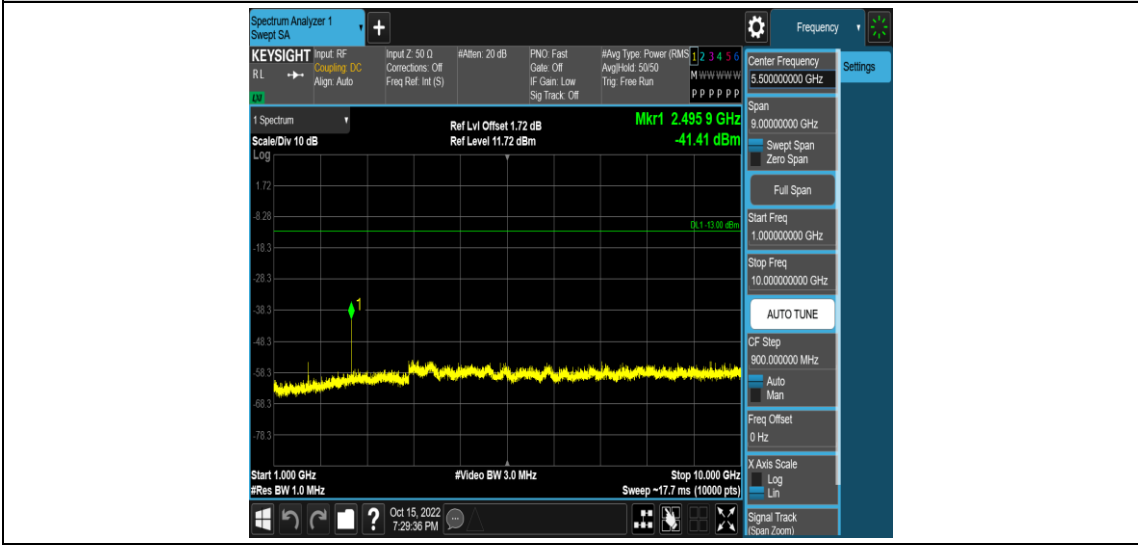 Spectrum Analyzer 1
Swept SA
+
Frequency
KEYSIGHT
Input: RF
Coupling: DC
Align: Auto
R L
LM
Input Z: 50 Ω
Corrections: Off
Freq Ref: Int (S)
#Atten: 20 dB
PNO: Fast
Gate: Off
IF Gain: Low
Sig Track: Off
#Avg Type: Power (RMS
Avg|Hold: 50/50
Trig: Free Run
1 2 3 4 5 6
M W W W W W
P P P P P P
1 Spectrum
Scale/Div 10 dB
Log
Ref Lvl Offset 1.72 dB
Ref Level 11.72 dBm
Mkr1 2.495 9 GHz
-41.41 dBm
1.72
-8.28
DL1 -13.00 dBm
-18.3
-28.3
-38.3
1
-48.3
-58.3
-68.3
-78.3
Start 1.000 GHz
#Res BW 1.0 MHz
#Video BW 3.0 MHz
Stop 10.000 GHz
Sweep ~17.7 ms (10000 pts)
Center Frequency
5.500000000 GHz
Settings
Span
9.00000000 GHz
Swept Span
Zero Span
Full Span
Start Freq
1.000000000 GHz
Stop Freq
10.000000000 GHz
AUTO TUNE
CF Step
900.000000 MHz
Auto
Man
Freq Offset
0 Hz
X Axis Scale
Log
Lin
Signal Track
(Span Zoom)
?
Oct 15, 2022
7:29:36 PM